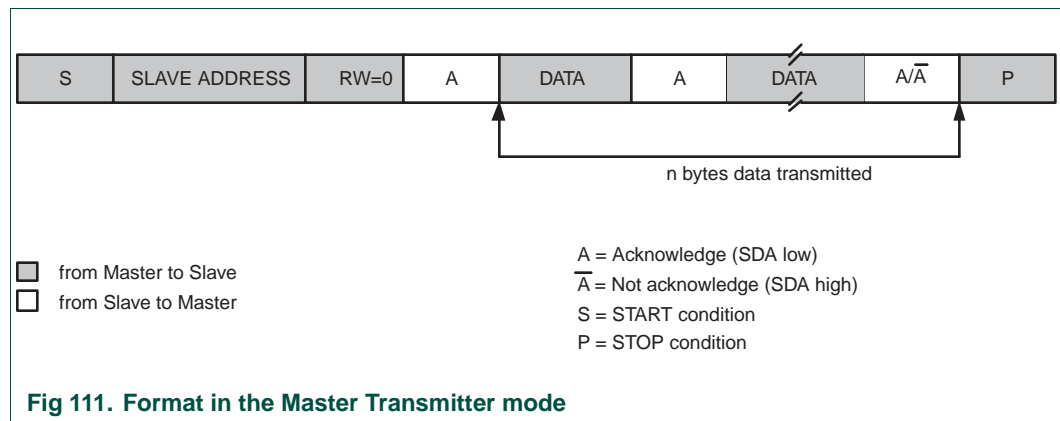 S SLAVE ADDRESS RW=0 A DATA A DATA A/A̅ P
n bytes data transmitted
from Master to Slave
from Slave to Master
A = Acknowledge (SDA low)
A̅ = Not acknowledge (SDA high)
S = START condition
P = STOP condition
Fig 111. Format in the Master Transmitter mode